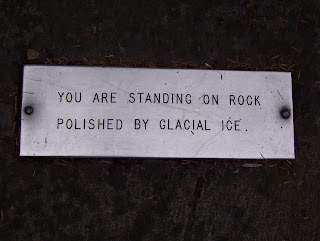 YOU ARE STANDING ON ROCK
POLISHED BY GLACIAL ICE.